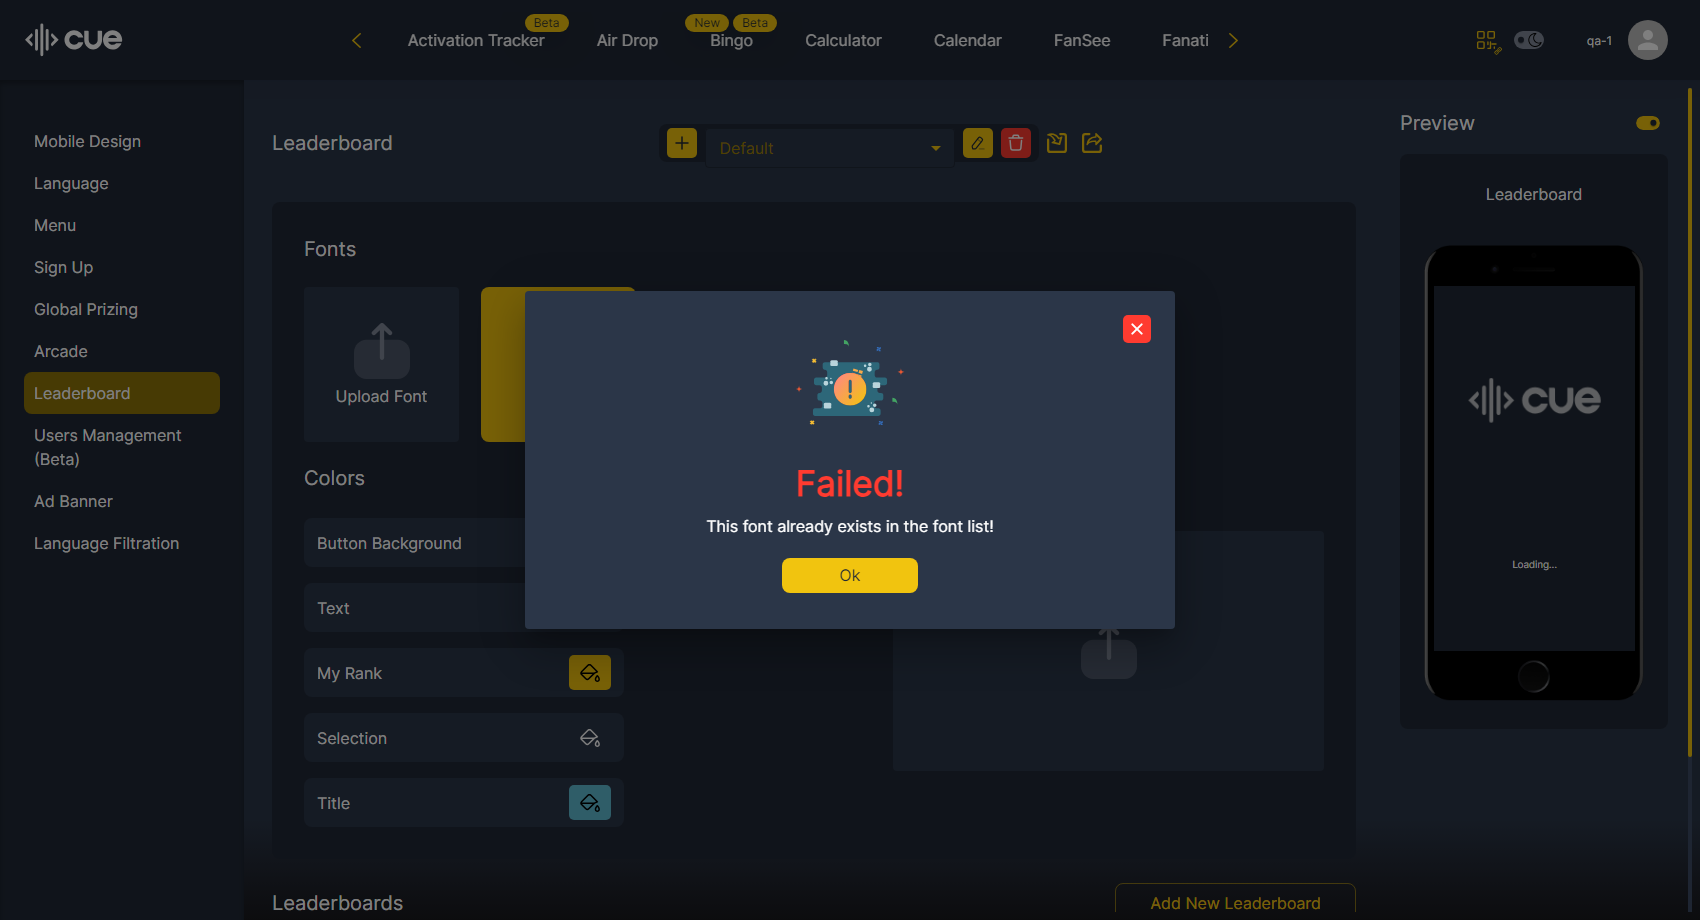 cue
Beta
New
Beta
Activation Tracker
Air Drop
Bingo
Calculator
Calendar
FanSee
Fanati
qa-1
Mobile Design
Language
Menu
Sign Up
Global Prizing
Arcade
Leaderboard
Users Management
(Beta)
Ad Banner
Language Filtration
Leaderboard
Default
Fonts
Upload Font
Colors
Button Background
Text
My Rank
Selection
Title
Failed!
This font already exists in the font list!
Ok
Leaderboards
Add New Leaderboard
Preview
Leaderboard
cue
Loading...